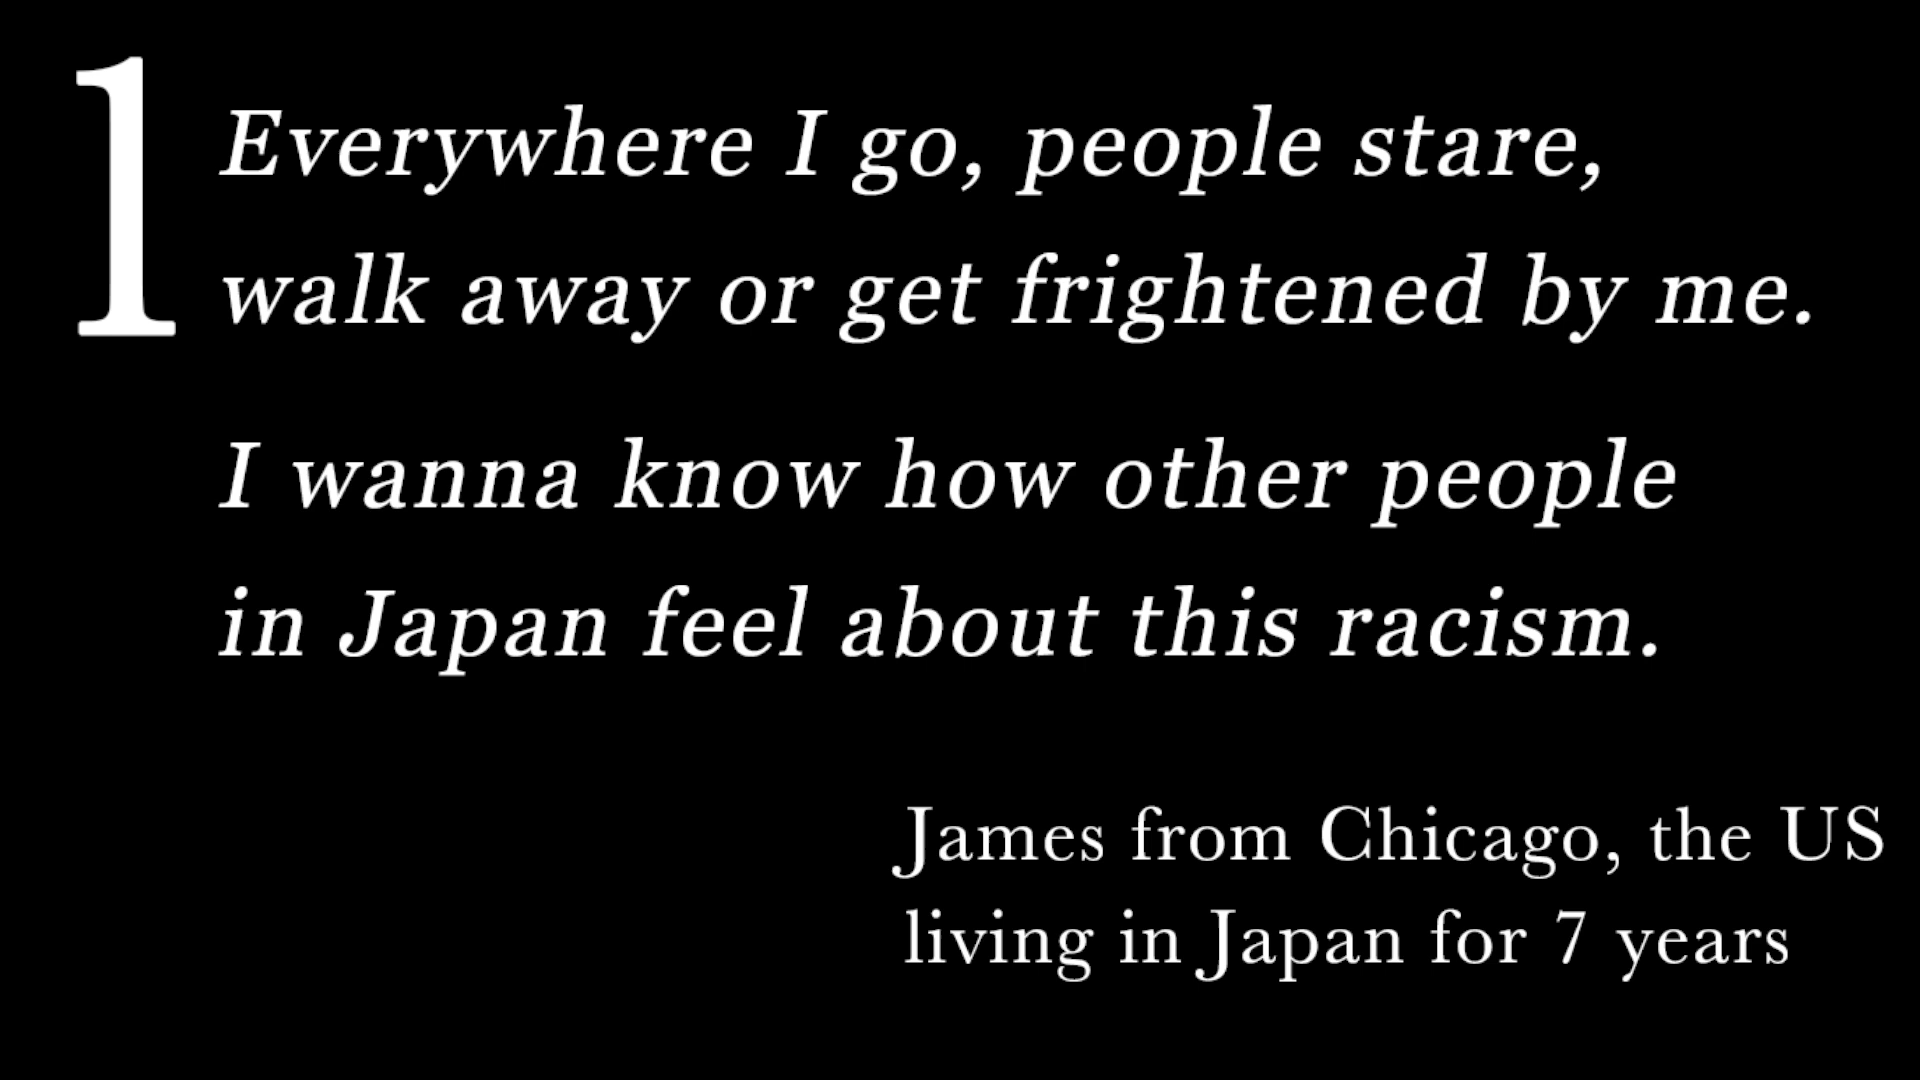 1
Everywhere I go, people stare,
walk away or get frightened by me.
I wanna know how other people
in Japan feel about this racism.
James from Chicago, the US
living in Japan for 7 years